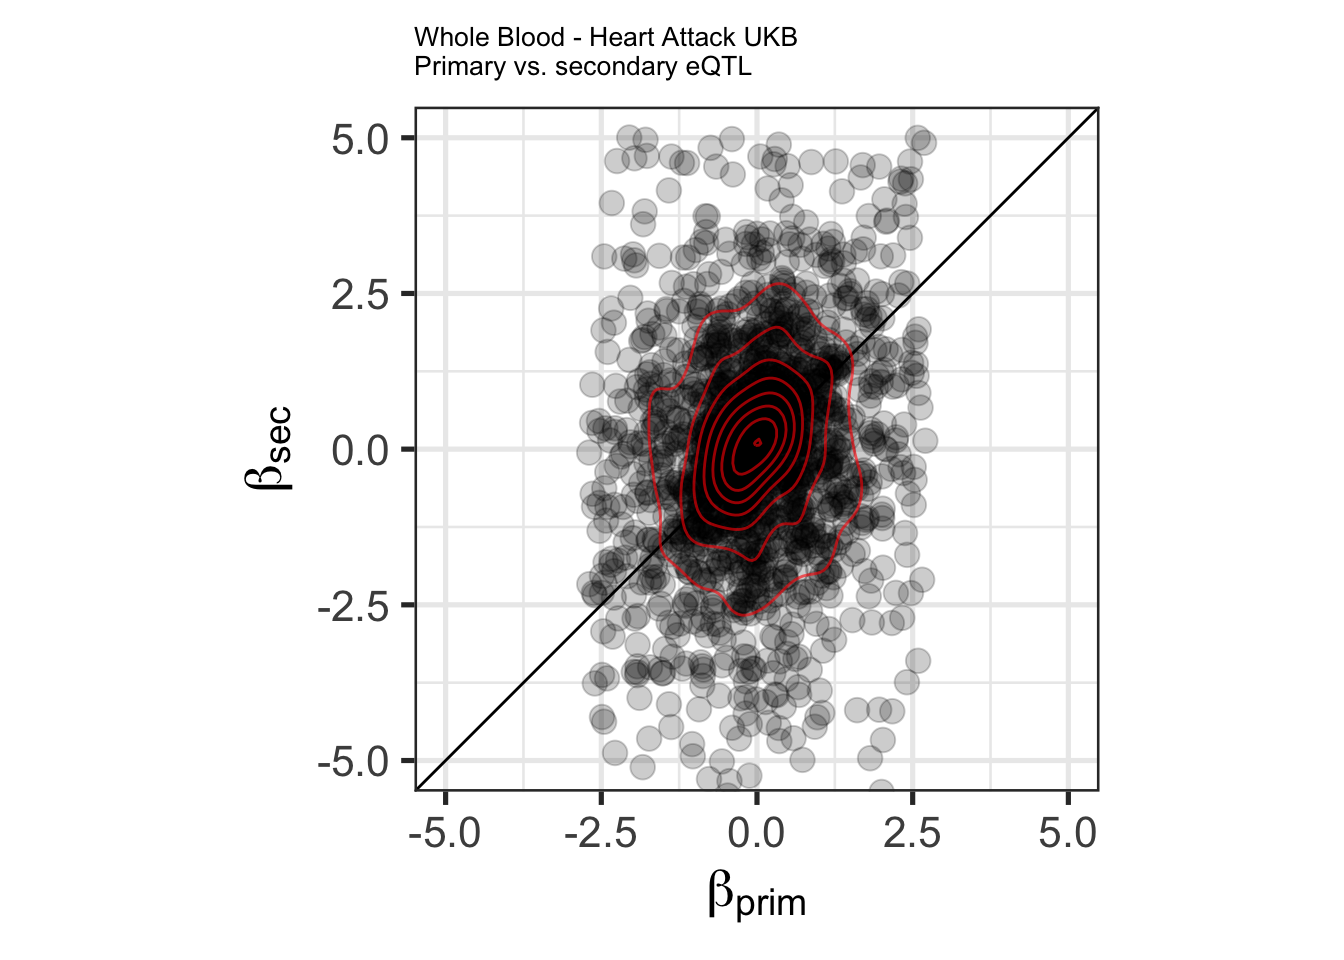 Whole Blood - Heart Attack UKB
Primary vs. secondary eQTL
5.0
2.5
0.0
-2.5
-5.0
βsec
-5.0 -2.5 0.0 2.5 5.0
βprim